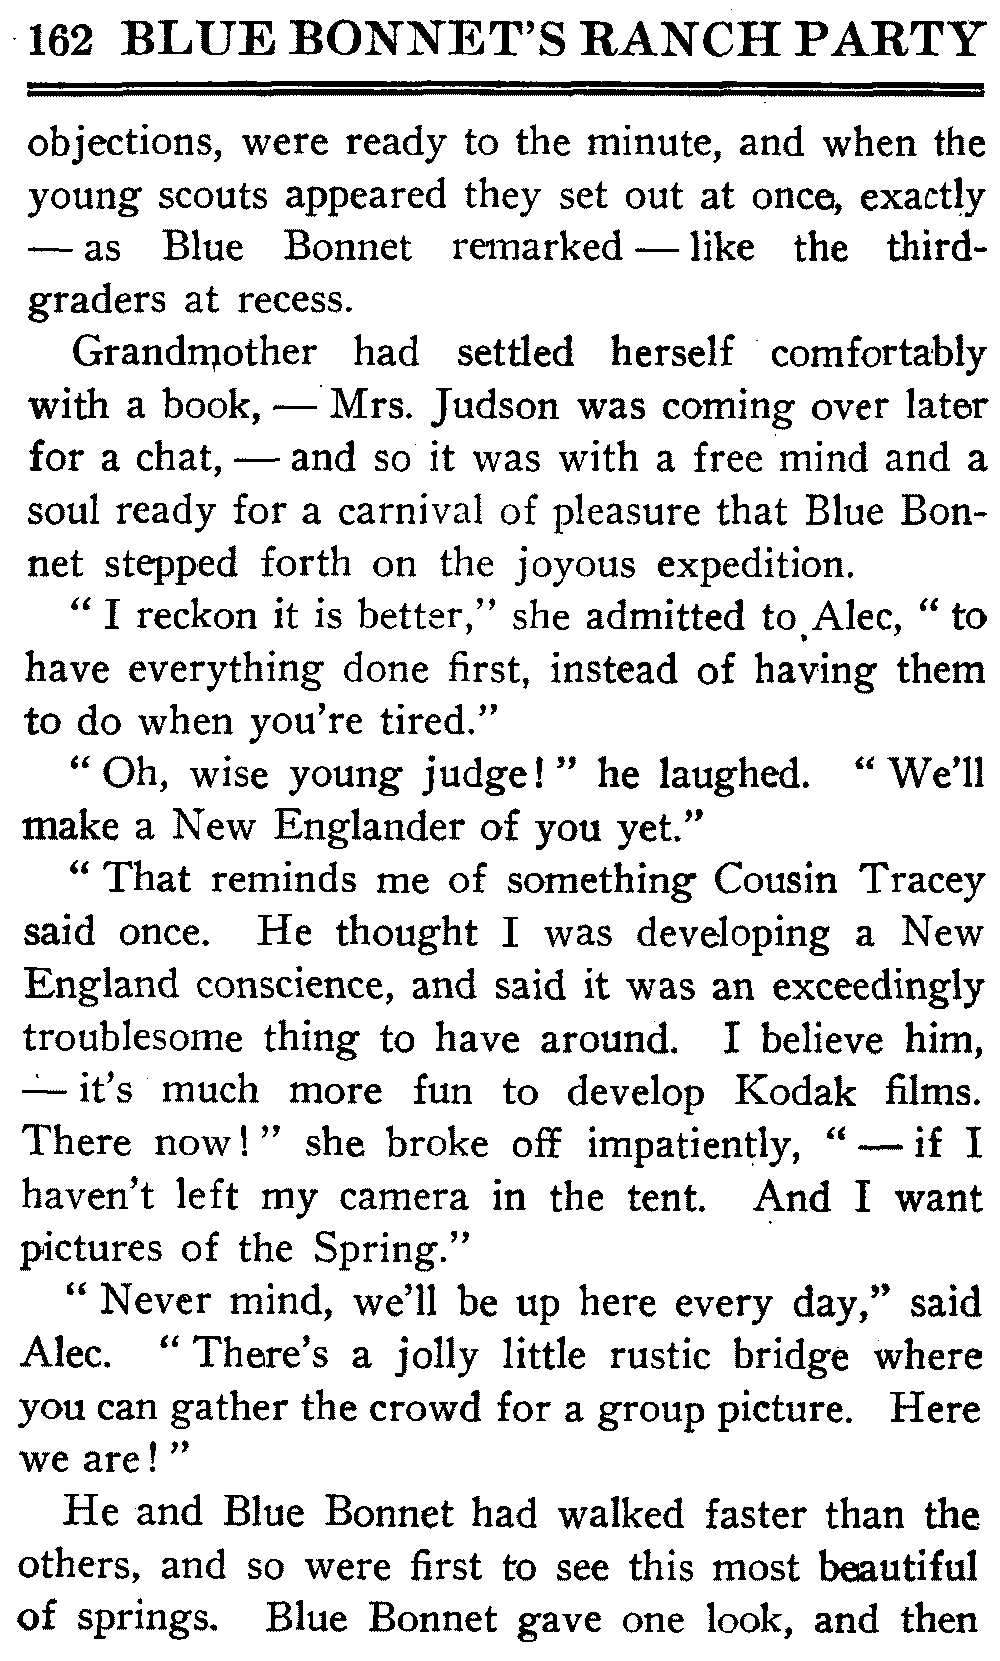 162 BLUE BONNET'S RANCH PARTY
objections, were ready to the minute, and when the
young scouts appeared they set out at once, exactly
— as Blue Bonnet remarked — like the third-
graders at recess.
Grandmother had settled herself comfortably
with a book, — Mrs. Judson was coming over later
for a chat, — and so it was with a free mind and a
soul ready for a carnival of pleasure that Blue Bon-
net stepped forth on the joyous expedition.
" I reckon it is better," she admitted to Alec, " to
have everything done first, instead of having them
to do when you're tired."
" Oh, wise young judge! " he laughed. " We'll
make a New Englander of you yet."
" That reminds me of something Cousin Tracey
said once. He thought I was developing a New
England conscience, and said it was an exceedingly
troublesome thing to have around. I believe him,
— it's much more fun to develop Kodak films.
There now! " she broke off impatiently, " — if I
haven't left my camera in the tent. And I want
pictures of the Spring."
" Never mind, we'll be up here every day," said
Alec. " There's a jolly little rustic bridge where
you can gather the crowd for a group picture. Here
we are! "
He and Blue Bonnet had walked faster than the
others, and so were first to see this most beautiful
of springs. Blue Bonnet gave one look, and then